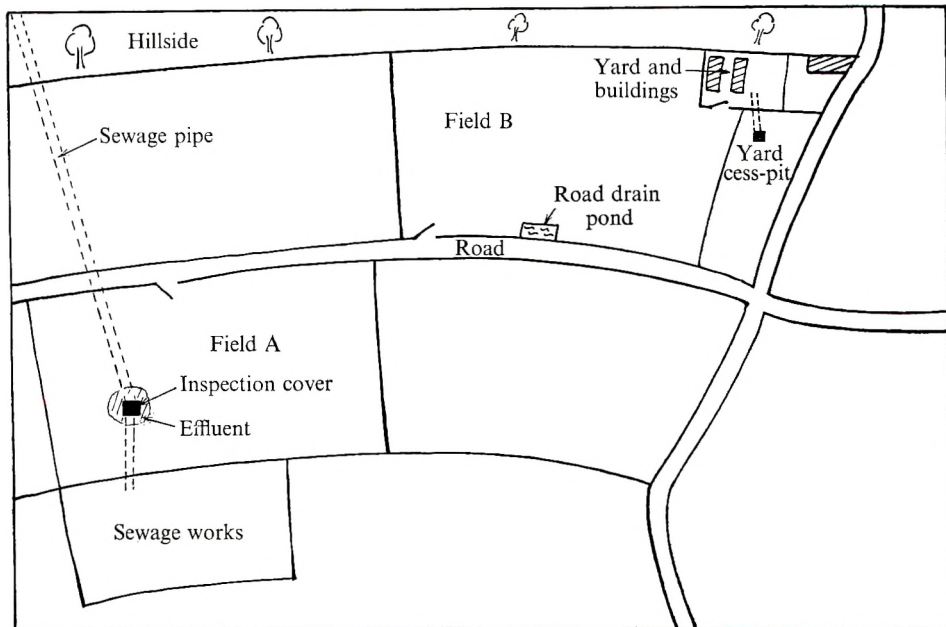 Hillside
Yard and
buildings
Sewage pipe
Field B
Yard
cess-pit
Road drain
pond
Road
Field A
Inspection cover
Effluent
Sewage works